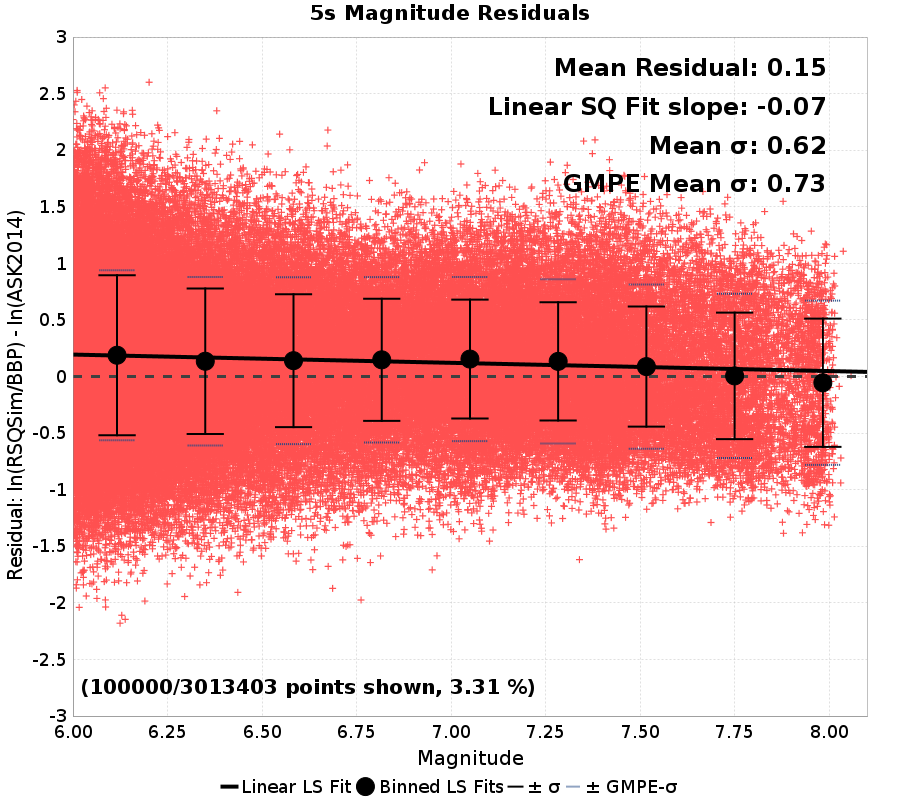 5s Magnitude Residuals
Mean Residual: 0.15
Linear SQ Fit slope: -0.07
Mean σ: 0.62
GMPE Mean σ: 0.73
Residual: ln(RSQSim/BBP) - ln(ASK2014)
3
2.5
2
1.5
1
0.5
0
-0.5
-1
-1.5
-2
-2.5
-3
(100000/3013403 points shown, 3.31 %)
6.00 6.25 6.50 6.75 7.00 7.25 7.50 7.75 8.00
Magnitude
Linear LS Fit Binned LS Fits ± σ ± GMPE-σ